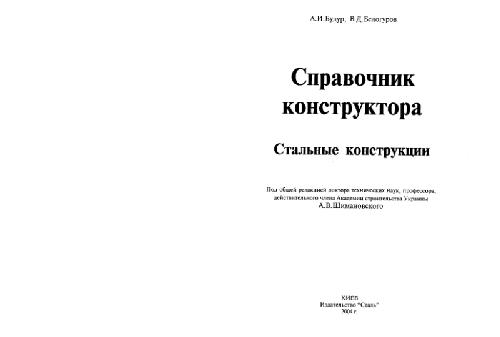 А.И.Будур, В.Д.Белогуров
Справочник
конструктора
Стальные конструкции
Под общей редакцией доктора технических наук, профессора,
действительного члена Академии строительства Украины
А.В.Шимановского
КИЕВ
Издательство "Сталь"
г.